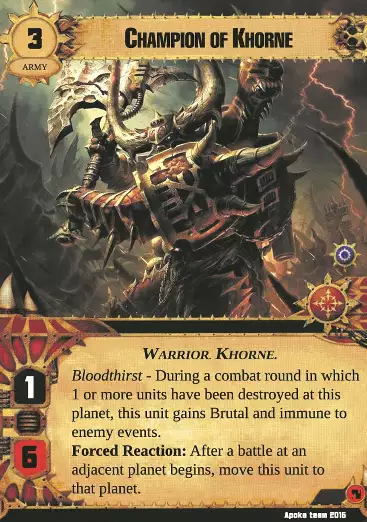 3
CHAMPION OF KHORNE
ARMY
WARRIOR. KHORNE.
Bloodthirst - During a combat round in which
1 or more units have been destroyed at this
planet, this unit gains Brutal and immune to
enemy events.
Forced Reaction: After a battle at an
adjacent planet begins, move this unit to
that planet.
1
6
Apoka team 2016